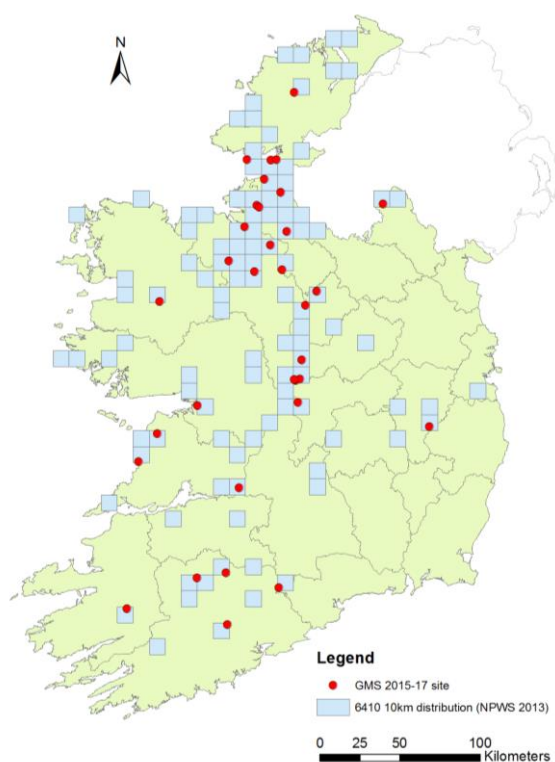 N
Legend
GMS 2015-17 site
6410 10km distribution (NPWS 2013)
0 25 50 100
Kilometers